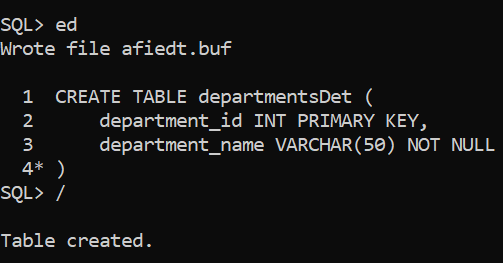 SQL> ed
Wrote file afiedt.buf

  1  CREATE TABLE departmentsDet (
  2      department_id INT PRIMARY KEY,
  3      department_name VARCHAR(50) NOT NULL
  4* )
SQL> /

Table created.